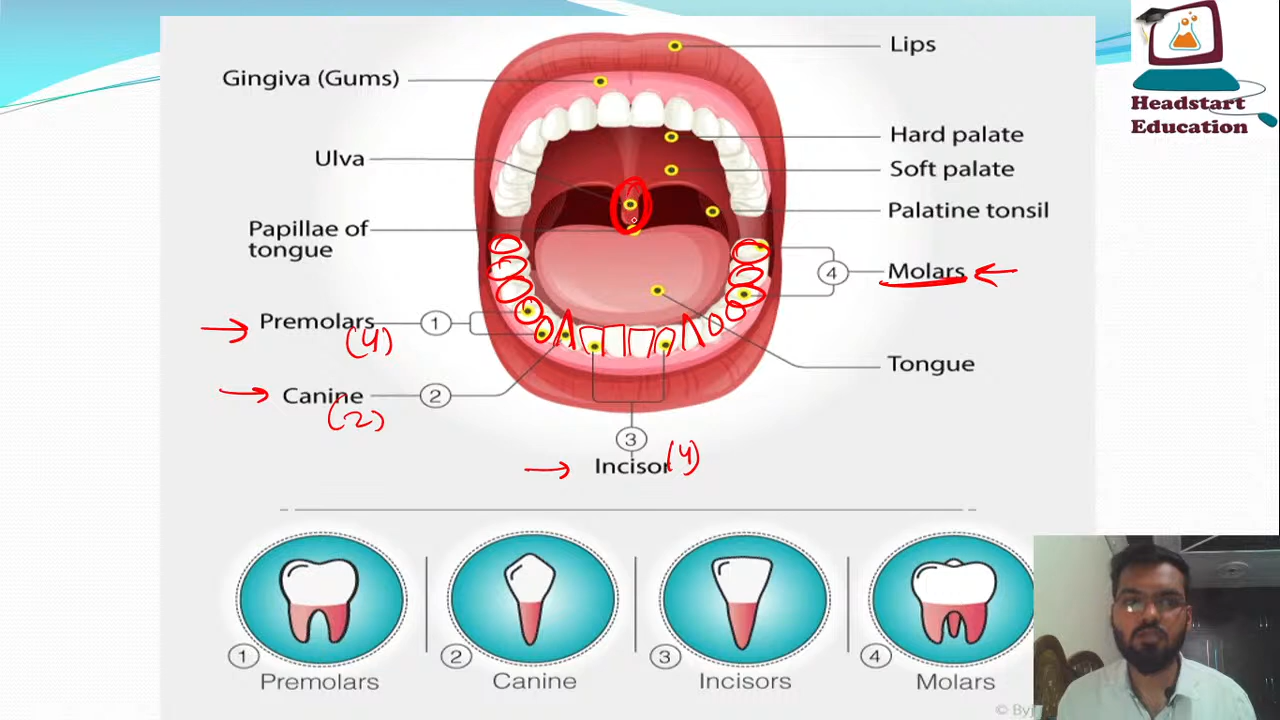 Lips
Gingiva (Gums)
Headstart
Education
Hard palate
Ulva
Soft palate
Palatine tonsil
Papillae of
tongue
4
Molars
Premolars
1
(4)
Tongue
Canine
2
(2)
3
Incisor
(4)
1
Premolars
2
Canine
3
Incisors
4
Molars